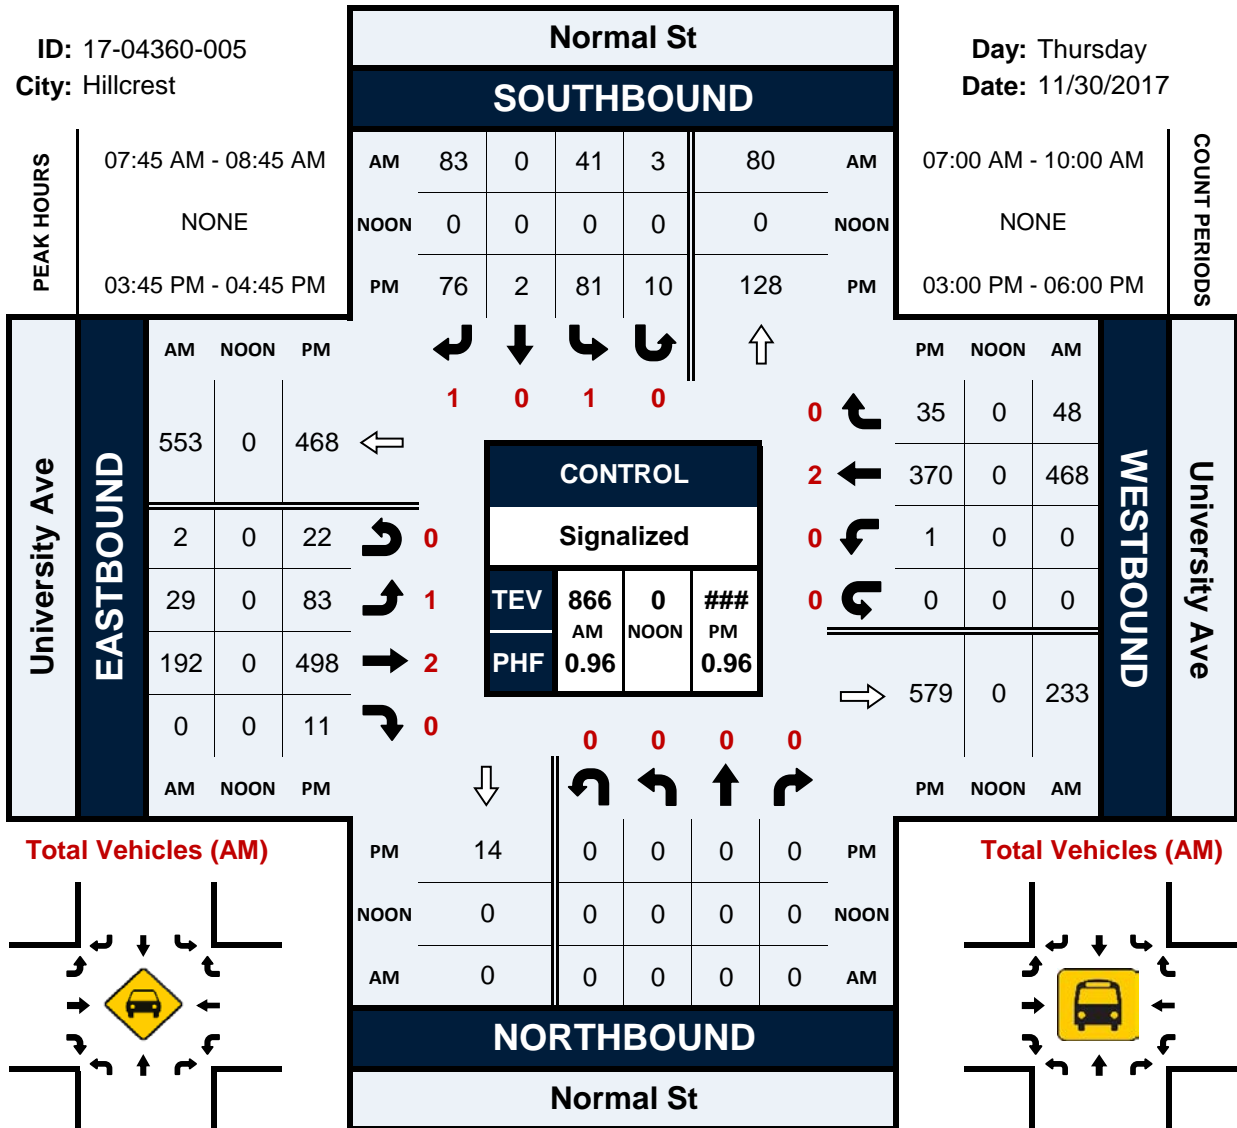 ID: 17-04360-005
City: Hillcrest
Normal St
SOUTHBOUND
Day: Thursday
Date: 11/30/2017
PEAK HOURS
07:45 AM - 08:45 AM
NONE
03:45 PM - 04:45 PM
AM 83 0 41 3 80 AM
NOON 0 0 0 0 0 NOON
PM 76 2 81 10 128 PM
07:00 AM - 10:00 AM
NONE
03:00 PM - 06:00 PM
COUNT PERIODS
1 0 1 0
University Ave
EASTBOUND
AM NOON PM
553 0 468
2 0 22 0
29 0 83 1
192 0 498 2
0 0 11 0
AM NOON PM
CONTROL
Signalized
TEV 866 0 ###
AM NOON PM
PHF 0.96 0.96
PM NOON AM
0 35 0 48
2 370 0 468
0 1 0 0
0 0 0 0
579 0 233
PM NOON AM
WESTBOUND
University Ave
0 0 0 0
PM 14 0 0 0 0 PM
NOON 0 0 0 0 0 NOON
AM 0 0 0 0 0 AM
NORTHBOUND
Normal St
Total Vehicles (AM)
Total Vehicles (AM)